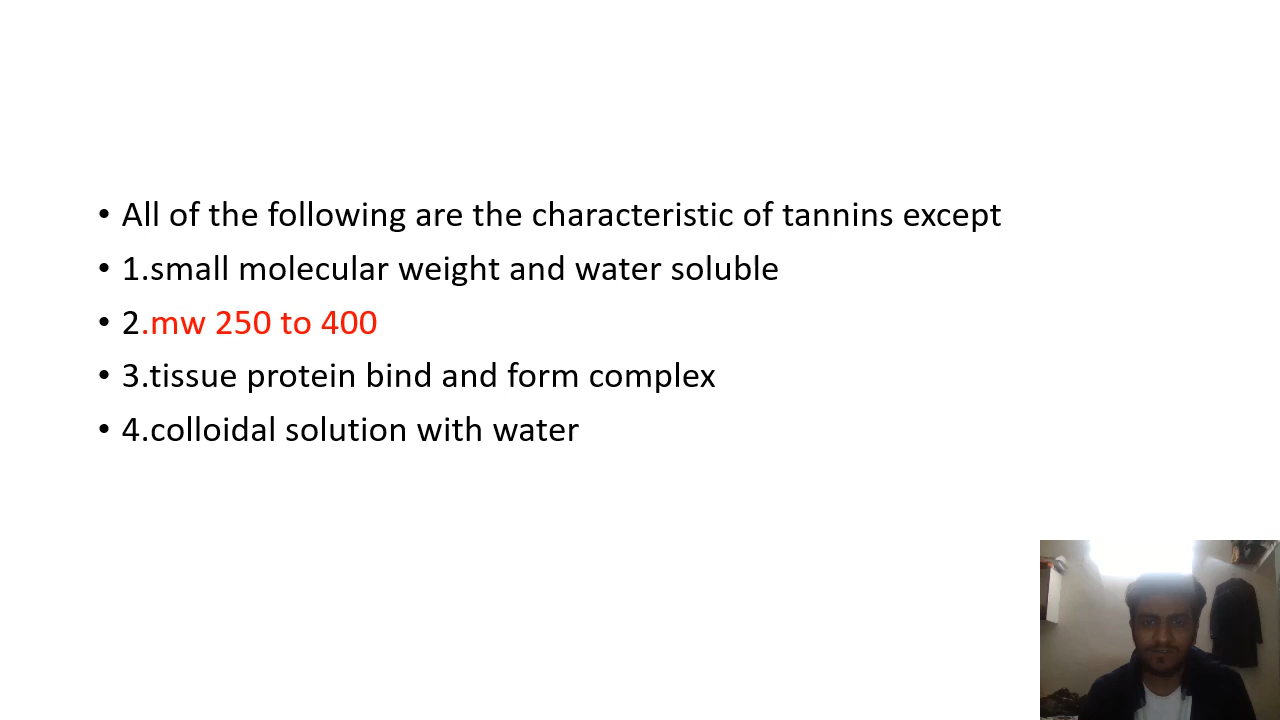 • All of the following are the characteristic of tannins except
• 1.small molecular weight and water soluble
• 2.mw 250 to 400
• 3.tissue protein bind and form complex
• 4.colloidal solution with water